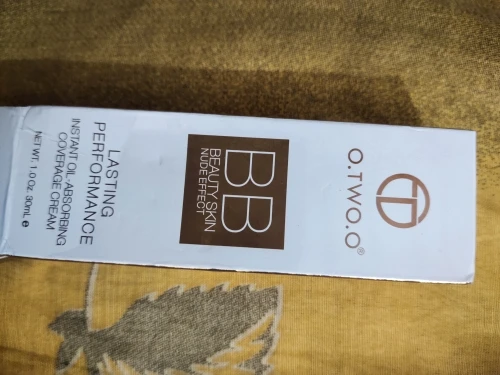 O.TWO.O®
BB
BEAUTY SKIN
NUDE EFFECT
LASTING
PERFORMANCE
INSTANT OIL-ABSORBING
COVERAGE CREAM
NET WT. 1.0 Oz. 30mL e